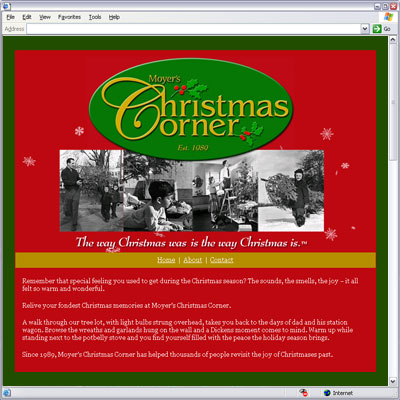 File Edit View Favorites Tools Help
Address Go
Moyer's
Christmas
Corner
Est. 1989
The way Christmas was is the way Christmas is.™
Home | About | Contact
Remember that special feeling you used to get during the Christmas season? The sounds, the smells, the joy – it all
felt so warm and wonderful.
Relive your fondest Christmas memories at Moyer's Christmas Corner.
A walk through our tree lot, with light bulbs strung overhead, takes you back to the days of dad and his station
wagon. Browse the wreaths and garlands hung on the wall and a Dickens moment comes to mind. Warm up while
standing next to the potbelly stove and you find yourself filled with the peace the holiday season brings.
Since 1989, Moyer's Christmas Corner has helped thousands of people revisit the joy of Christmases past.
Internet